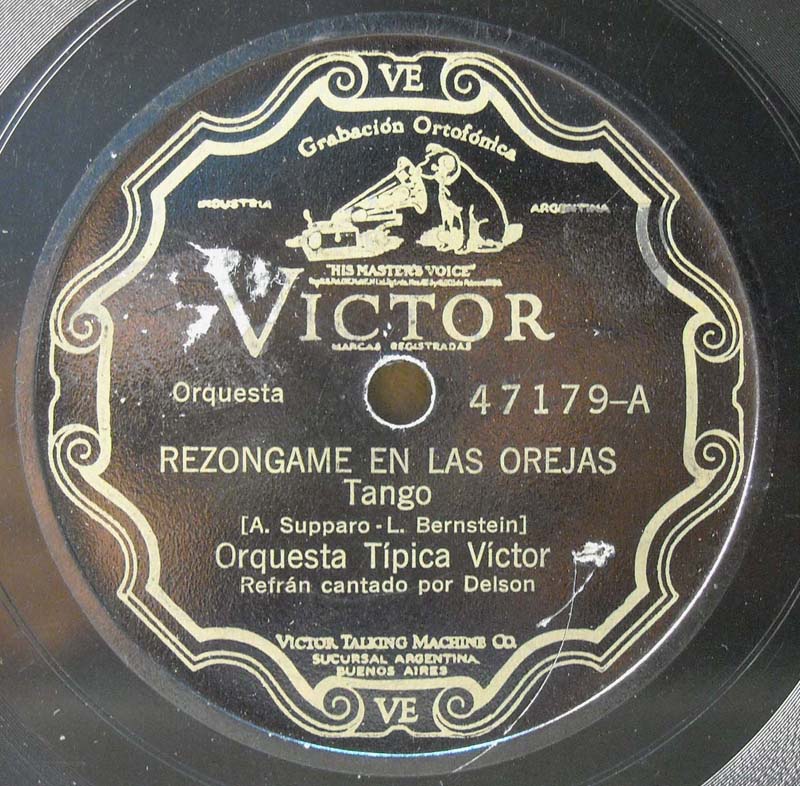 VE
Grabación Ortofónica
INDUSTRIA ARGENTINA
"HIS MASTER'S VOICE"
VICTOR
MARCAS REGISTRADAS
Orquesta 47179-A
REZONGAME EN LAS OREJAS
Tango
[A. Supparo - L. Bernstein]
Orquesta Típica Víctor
Refrán cantado por Delson
VICTOR TALKING MACHINE CO.
SUCURSAL ARGENTINA
BUENOS AIRES
VE